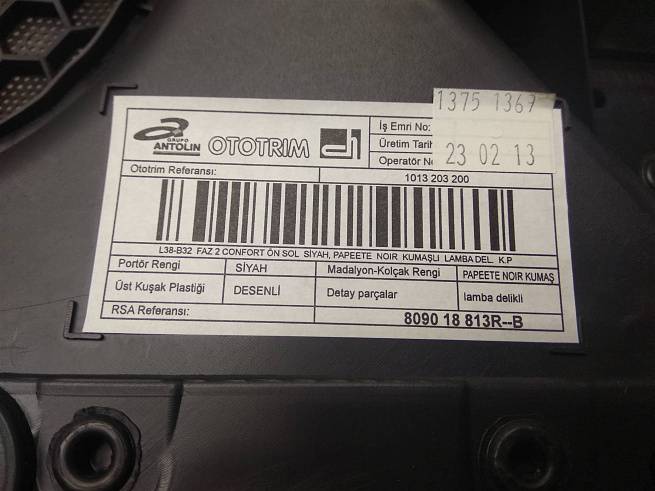 1375 1367
GRUPO
ANTOLIN
OTOTRIM
İş Emri No:
Üretim Tarih
Operatör No
23 02 13
Ototrim Referansı:
1013 203 200
L38-B32 FAZ 2 CONFORT ÖN SOL SİYAH, PAPEETE NOIR KUMAŞLI LAMBA DEL. K.P
Portör Rengi SİYAH Madalyon-Kolçak Rengi PAPEETE NOIR KUMAŞ
Üst Kuşak Plastiği DESENLİ Detay parçalar lamba delikli
RSA Referansı: 8090 18 813R--B